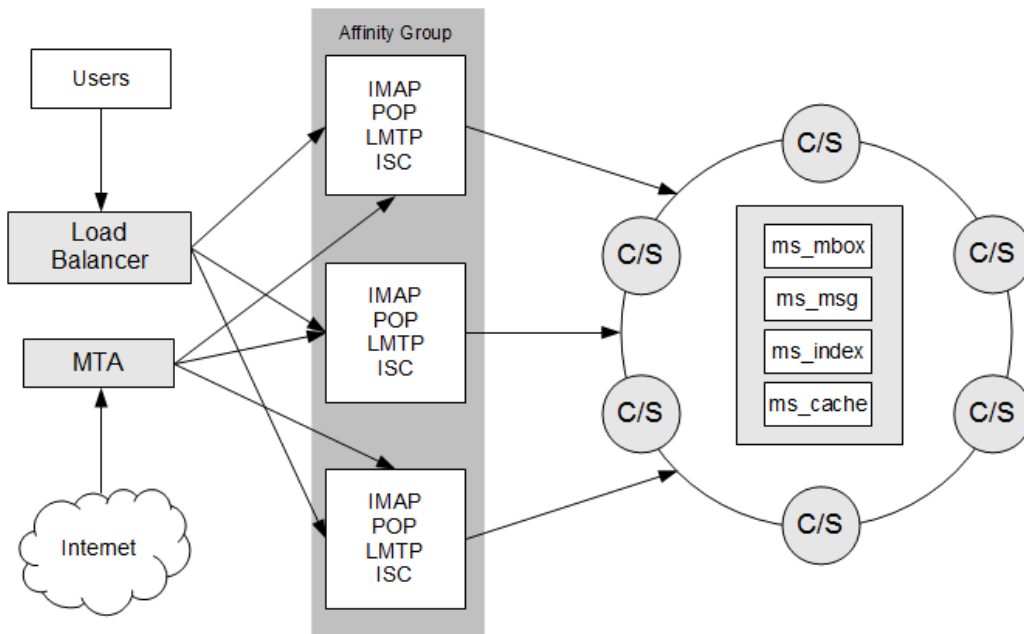 Affinity Group
Users
Load
Balancer
MTA
Internet
IMAP
POP
LMTP
ISC
IMAP
POP
LMTP
ISC
IMAP
POP
LMTP
ISC
C/S
C/S
C/S
C/S
C/S
C/S
ms_mbox
ms_msg
ms_index
ms_cache